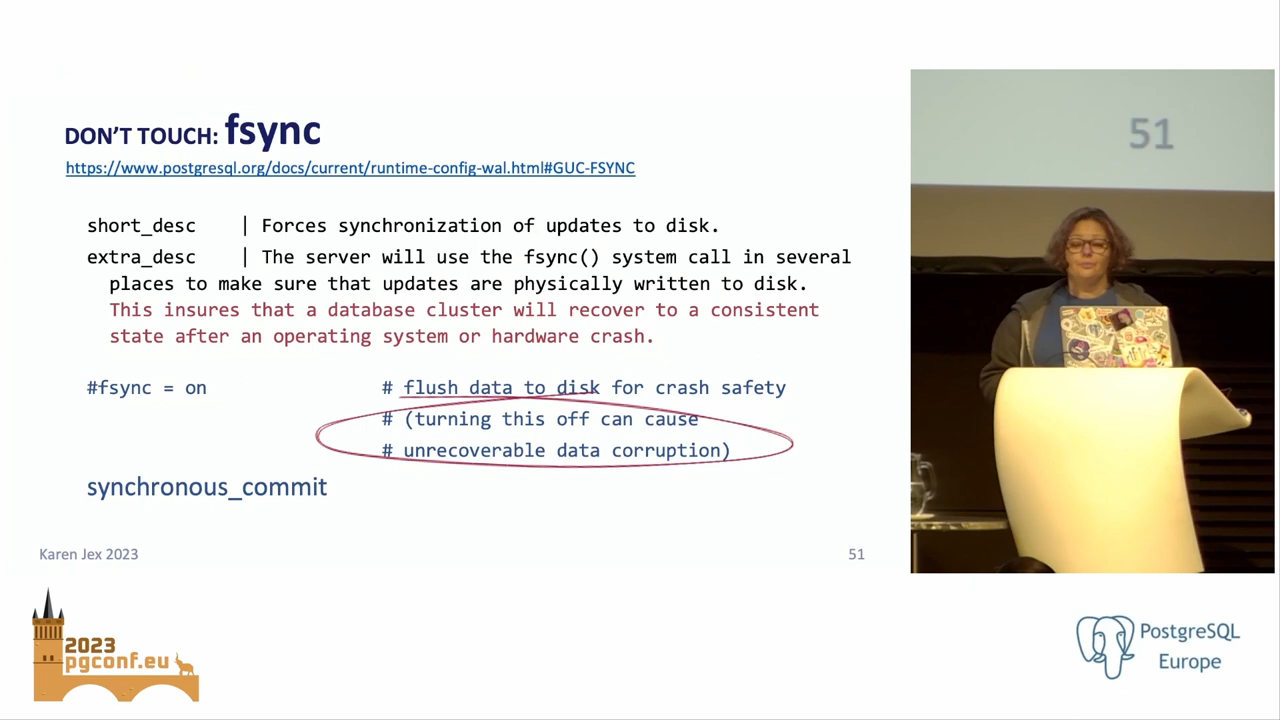 DON'T TOUCH: fsync
https://www.postgresql.org/docs/current/runtime-config-wal.html#GUC-FSYNC
short_desc | Forces synchronization of updates to disk.
extra_desc | The server will use the fsync() system call in several
places to make sure that updates are physically written to disk.
This insures that a database cluster will recover to a consistent
state after an operating system or hardware crash.
#fsync = on # flush data to disk for crash safety
# (turning this off can cause
# unrecoverable data corruption)
synchronous_commit
Karen Jex 2023
51
51
2023
pgconf.eu
PostgreSQL
Europe